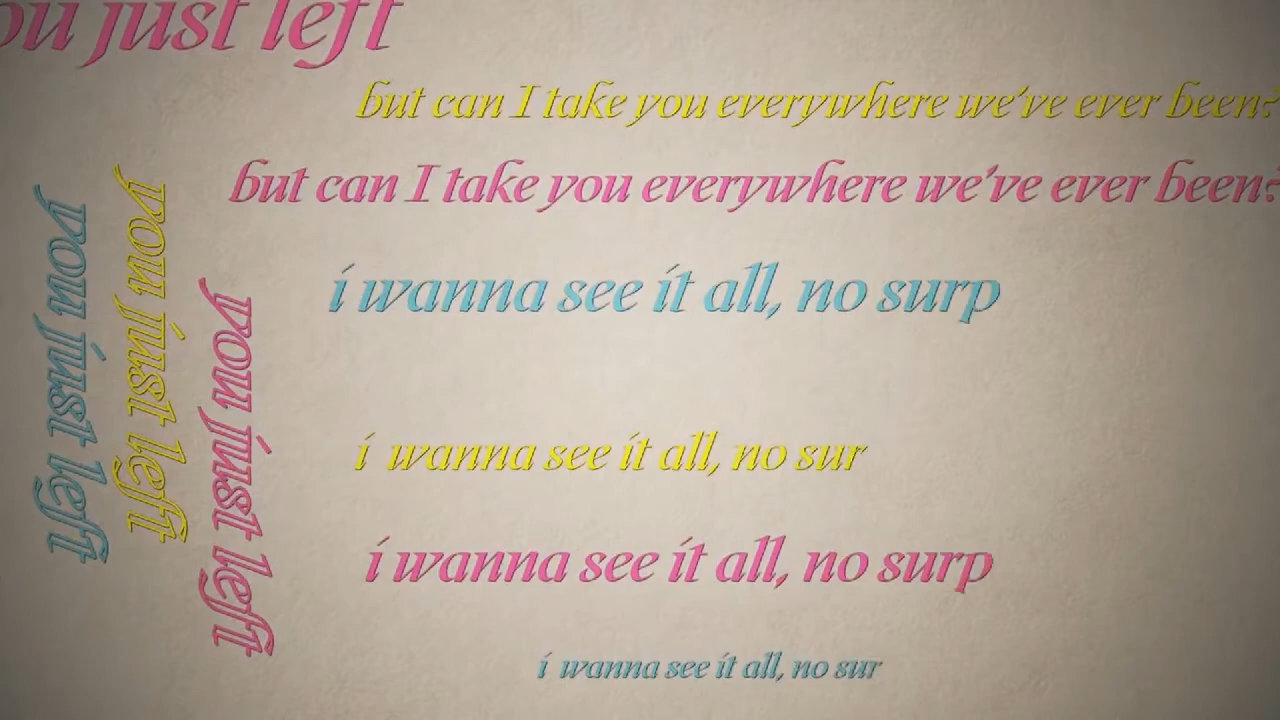 ou just left
but can I take you everywhere we've ever been?
but can I take you everywhere we've ever been?
i wanna see it all, no surp
i wanna see it all, no sur
i wanna see it all, no surp
i wanna see it all, no sur
you just left
you just left
you just left